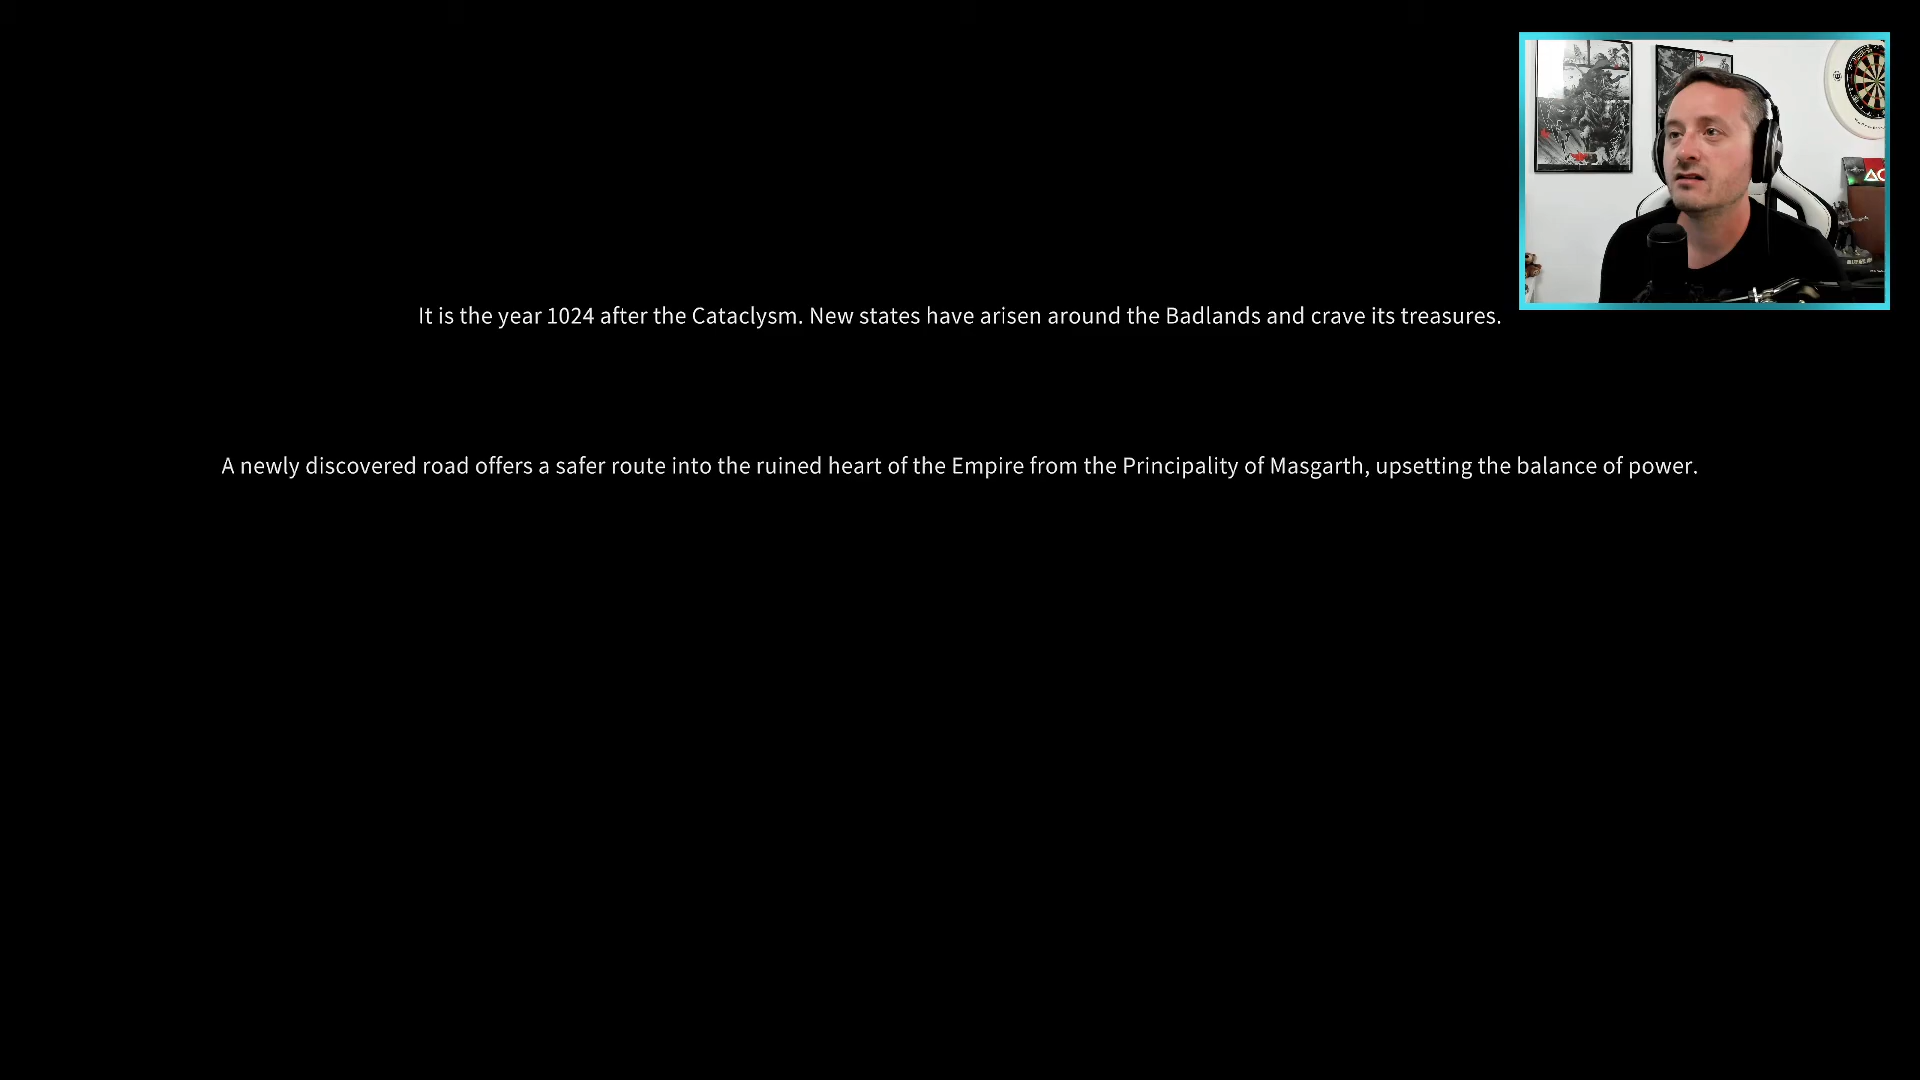 It is the year 1024 after the Cataclysm. New states have arisen around the Badlands and crave its treasures.
A newly discovered road offers a safer route into the ruined heart of the Empire from the Principality of Masgarth, upsetting the balance of power.